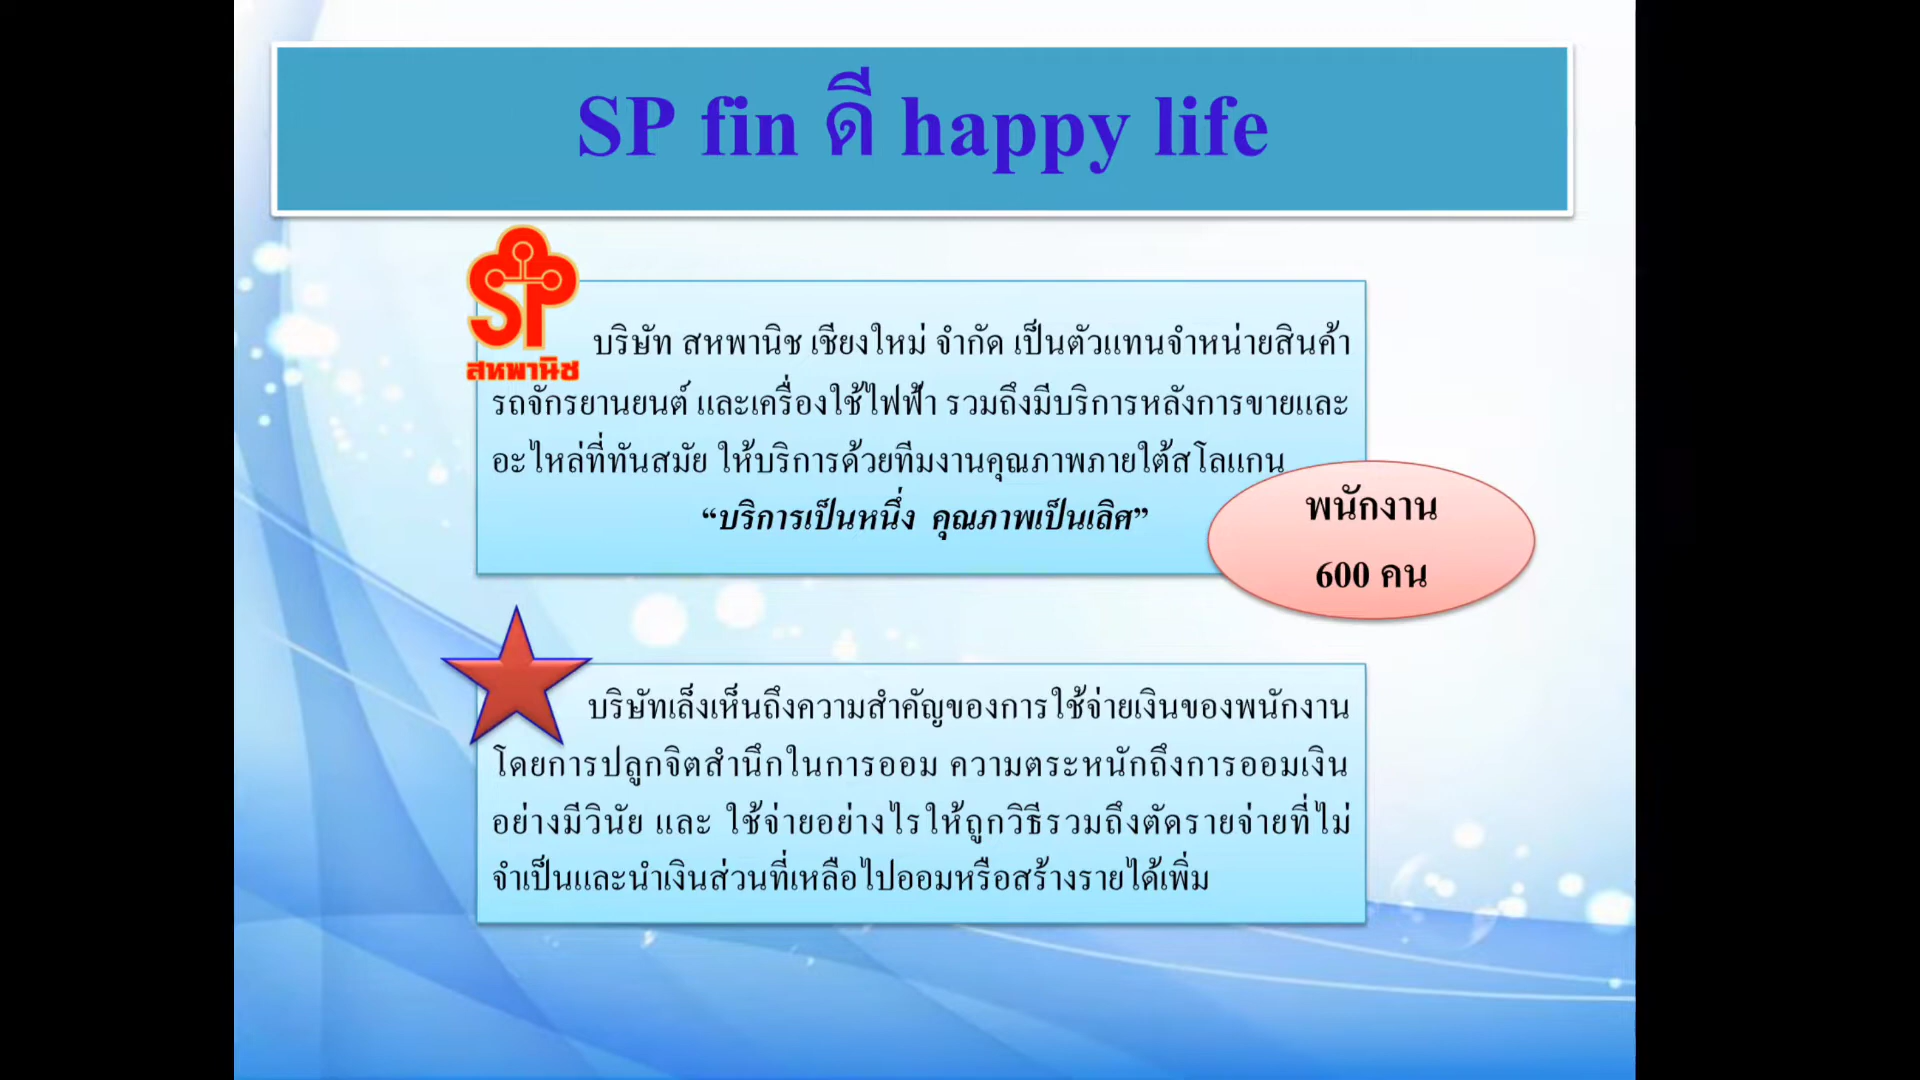 SP fin ดี happy life
SP
สหพานิช
บริษัท สหพานิช เชียงใหม่ จำกัด เป็นตัวแทนจำหน่ายสินค้า
รถจักรยานยนต์ และเครื่องใช้ไฟฟ้า รวมถึงมีบริการหลังการขายและ
อะไหล่ที่ทันสมัย ให้บริการด้วยทีมงานคุณภาพภายใต้สโลแกน
“บริการเป็นหนึ่ง คุณภาพเป็นเลิศ”
พนักงาน
600 คน
บริษัทเล็งเห็นถึงความสำคัญของการใช้จ่ายเงินของพนักงาน
โดยการปลูกจิตสำนึกในการออม ความตระหนักถึงการออมเงิน
อย่างมีวินัย และ ใช้จ่ายอย่างไรให้ถูกวิธีรวมถึงตัดรายจ่ายที่ไม่
จำเป็นและนำเงินส่วนที่เหลือไปออมหรือสร้างรายได้เพิ่ม